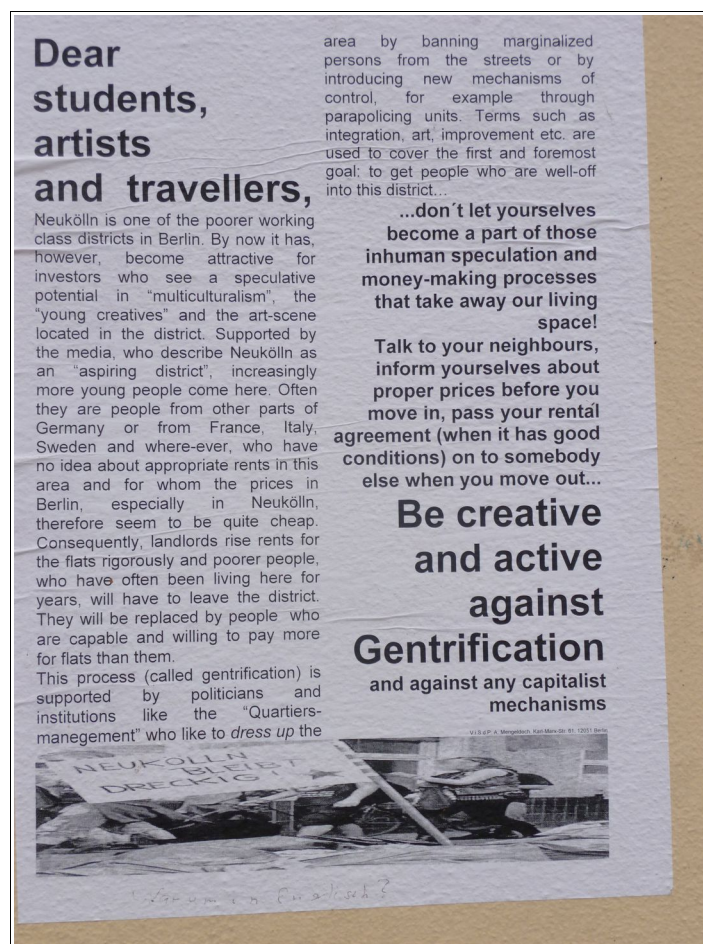 Dear
students,
artists
and travellers,
Neukölln is one of the poorer working
class districts in Berlin. By now it has,
however, become attractive for
investors who see a speculative
potential in “multiculturalism”, the
“young creatives” and the art-scene
located in the district. Supported by
the media, who describe Neukölln as
an “aspiring district”, increasingly
more young people come here. Often
they are people from other parts of
Germany or from France, Italy,
Sweden and where-ever, who have
no idea about appropriate rents in this
area and for whom the prices in
Berlin, especially in Neukölln,
therefore seem to be quite cheap.
Consequently, landlords rise rents for
the flats rigorously and poorer people,
who have often been living here for
years, will have to leave the district.
They will be replaced by people who
are capable and willing to pay more
for flats than them.
This process (called gentrification) is
supported by politicians and
institutions like the “Quartiers-
manegement” who like to dress up the
area by banning marginalized
persons from the streets or by
introducing new mechanisms of
control, for example through
parapolicing units. Terms such as
integration, art, improvement etc. are
used to cover the first and foremost
goal: to get people who are well-off
into this district...
...don´t let yourselves
become a part of those
inhuman speculation and
money-making processes
that take away our living
space!
Talk to your neighbours,
inform yourselves about
proper prices before you
move in, pass your rental
agreement (when it has good
conditions) on to somebody
else when you move out...
Be creative
and active
against
Gentrification
and against any capitalist
mechanisms
V.i.S.d.P. A. Mengeldisch, Karl-Marx-Str. 81, 12051 Berlin
NEUKÖLLN
BLEIBT
DRECKIG!
Warum in Englisch?